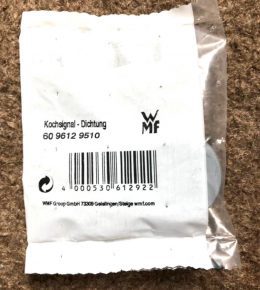 Kochsignal - Dichtung
60 9612 9510
WMF
4 000530 612922
WMF Group GmbH 73309 Geislingen/Steige wmf.com